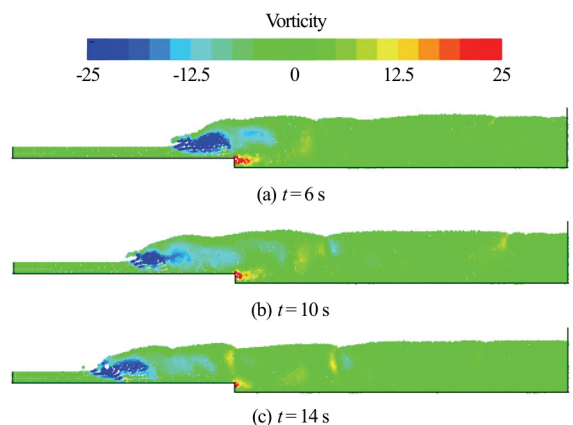 Vorticity
-25 -12.5 0 12.5 25
(a) t = 6 s
(b) t = 10 s
(c) t = 14 s